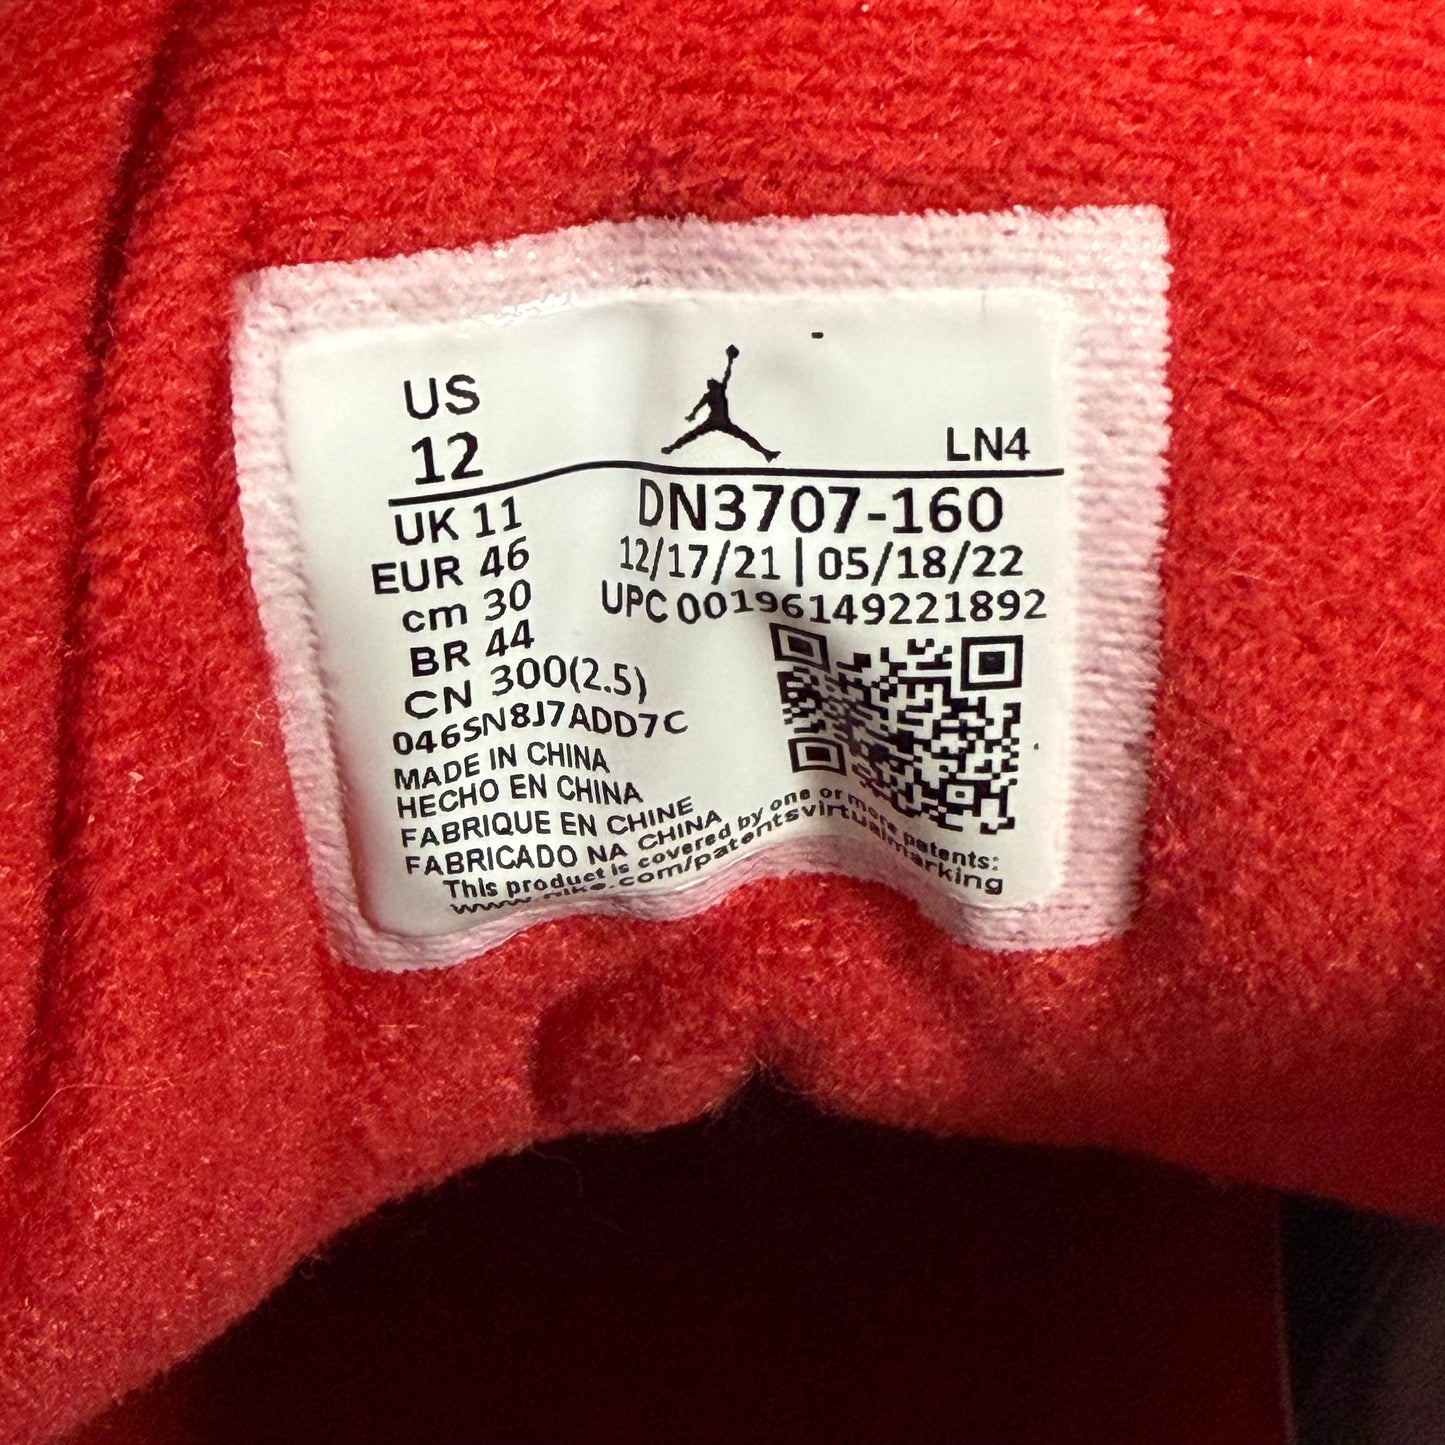 US
12
LN4
UK 11
EUR 46
cm 30
BR 44
CN 300(2.5)
DN3707-160
12/17/21 | 05/18/22
UPC 00196149221892
046SN8J7ADD7C
MADE IN CHINA
HECHO EN CHINA
FABRIQUE EN CHINE
FABRICADO NA CHINA
This product is covered by one or more patents:
www.nike.com/patentsvirtualmarking